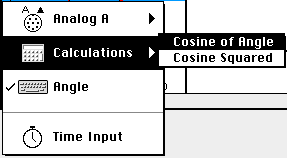 Analog A
Calculations
Cosine of Angle
Cosine Squared
Angle
Time Input